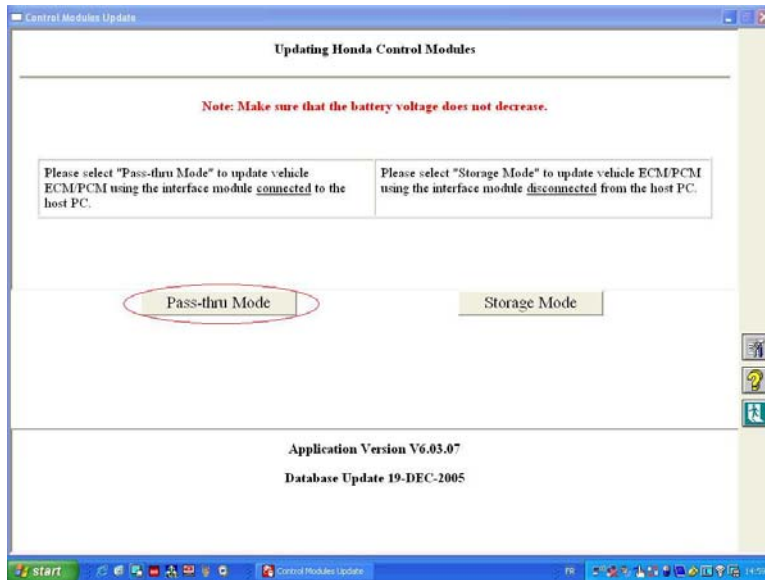 Control Modules Update
Updating Honda Control Modules
Note: Make sure that the battery voltage does not decrease.
Please select "Pass-thru Mode" to update vehicle
ECM/PCM using the interface module connected to the
host PC.
Please select "Storage Mode" to update vehicle ECM/PCM
using the interface module disconnected from the host PC.
Pass-thru Mode
Storage Mode
Application Version V6.03.07
Database Update 19-DEC-2005
start
Control Modules Update
FR
14:59